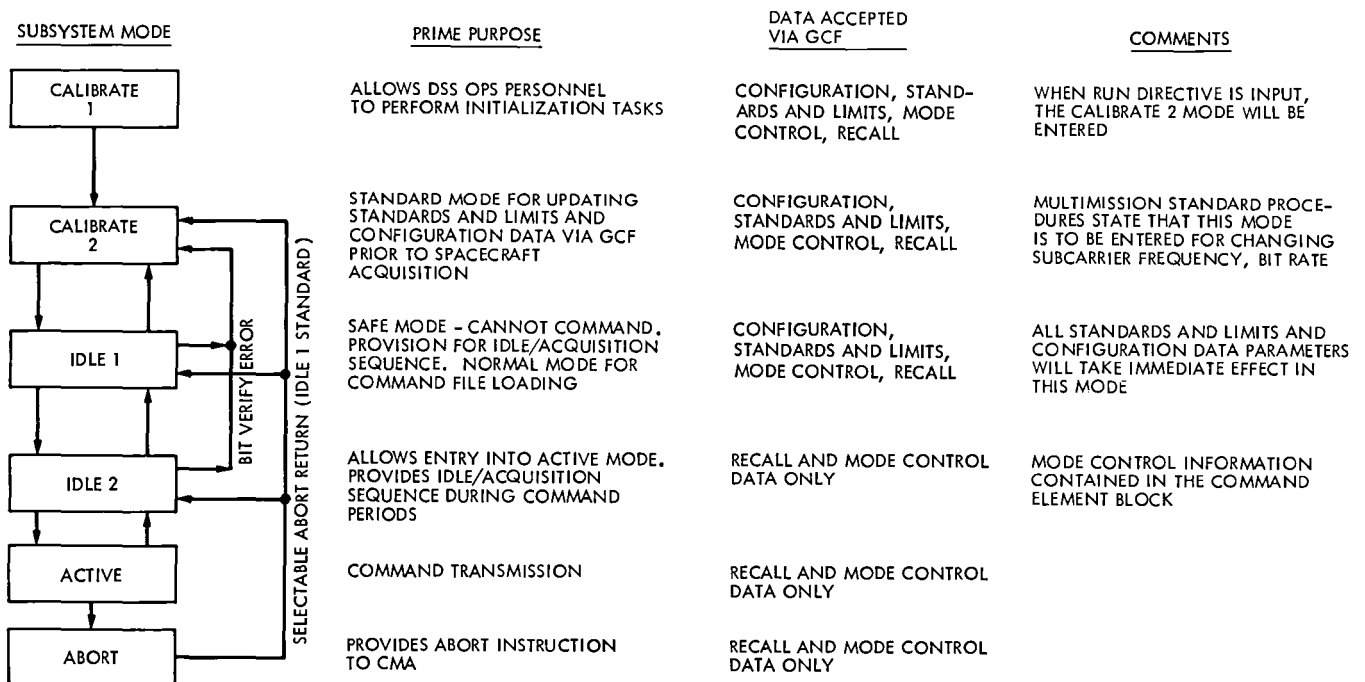 SUBSYSTEM MODE
PRIME PURPOSE
DATA ACCEPTED
VIA GCF
COMMENTS
CALIBRATE
1
ALLOWS DSS OPS PERSONNEL
TO PERFORM INITIALIZATION TASKS
CONFIGURATION, STAND-
ARDS AND LIMITS, MODE
CONTROL, RECALL
WHEN RUN DIRECTIVE IS INPUT,
THE CALIBRATE 2 MODE WILL BE
ENTERED
CALIBRATE
2
STANDARD MODE FOR UPDATING
STANDARDS AND LIMITS AND
CONFIGURATION DATA VIA GCF
PRIOR TO SPACECRAFT
ACQUISITION
CONFIGURATION,
STANDARDS AND LIMITS,
MODE CONTROL, RECALL
MULTIMISSION STANDARD PROCE-
DURES STATE THAT THIS MODE
IS TO BE ENTERED FOR CHANGING
SUBCARRIER FREQUENCY, BIT RATE
IDLE 1
SAFE MODE - CANNOT COMMAND.
PROVISION FOR IDLE/ACQUISITION
SEQUENCE. NORMAL MODE FOR
COMMAND FILE LOADING
CONFIGURATION,
STANDARDS AND LIMITS,
MODE CONTROL, RECALL
ALL STANDARDS AND LIMITS AND
CONFIGURATION DATA PARAMETERS
WILL TAKE IMMEDIATE EFFECT IN
THIS MODE
IDLE 2
ALLOWS ENTRY INTO ACTIVE MODE.
PROVIDES IDLE/ACQUISITION
SEQUENCE DURING COMMAND
PERIODS
RECALL AND MODE CONTROL
DATA ONLY
MODE CONTROL INFORMATION
CONTAINED IN THE COMMAND
ELEMENT BLOCK
ACTIVE
COMMAND TRANSMISSION
RECALL AND MODE CONTROL
DATA ONLY
ABORT
PROVIDES ABORT INSTRUCTION
TO CMA
RECALL AND MODE CONTROL
DATA ONLY
BIT VERIFY ERROR
SELECTABLE ABORT RETURN (IDLE 1 STANDARD)